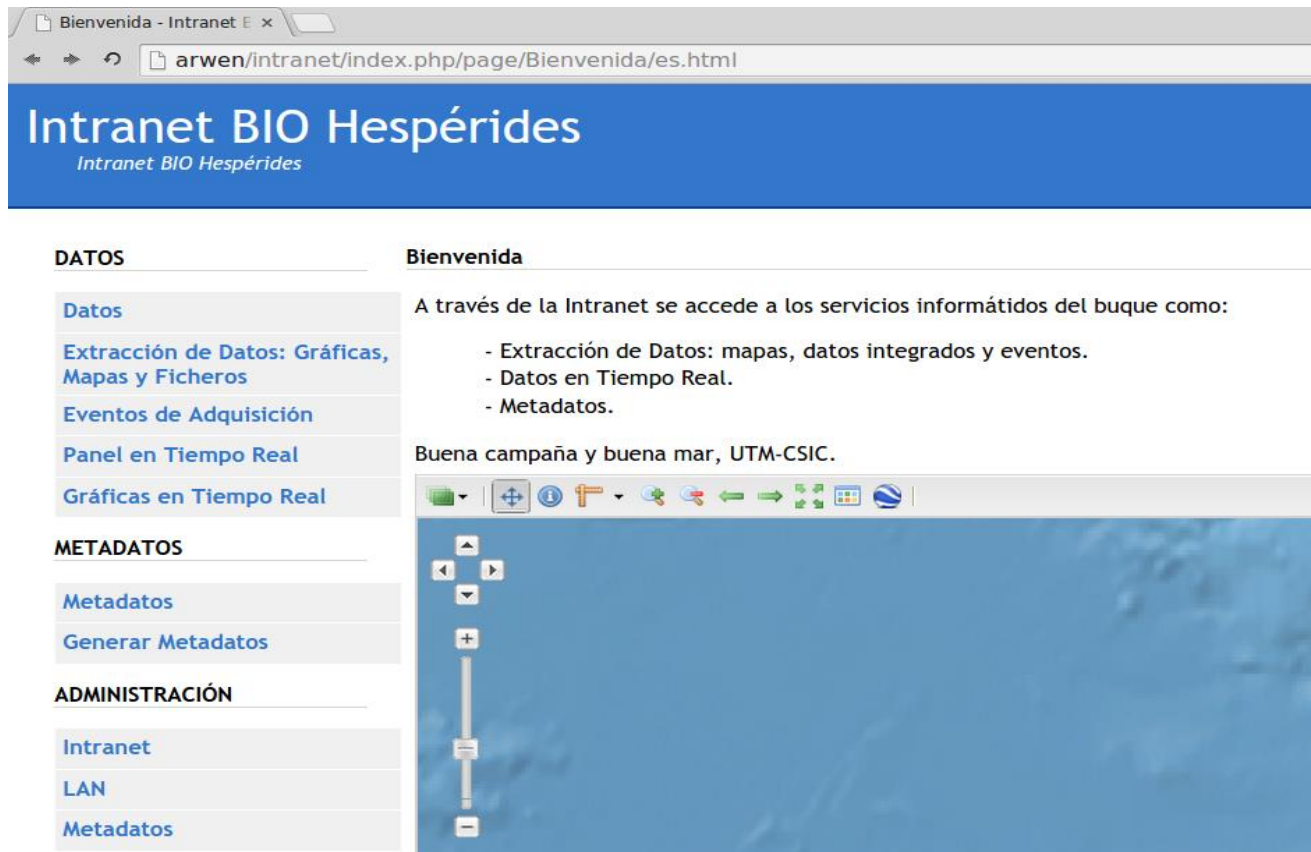 Bienvenida - Intranet E
arwen/intranet/index.php/page/Bienvenida/es.html
Intranet BIO Hespérides
Intranet BIO Hespérides
DATOS
Datos
Extracción de Datos: Gráficas,
Mapas y Ficheros
Eventos de Adquisición
Panel en Tiempo Real
Gráficas en Tiempo Real
METADATOS
Metadatos
Generar Metadatos
ADMINISTRACIÓN
Intranet
LAN
Metadatos
Bienvenida
A través de la Intranet se accede a los servicios informátidos del buque como:
- Extracción de Datos: mapas, datos integrados y eventos.
- Datos en Tiempo Real.
- Metadatos.
Buena campaña y buena mar, UTM-CSIC.